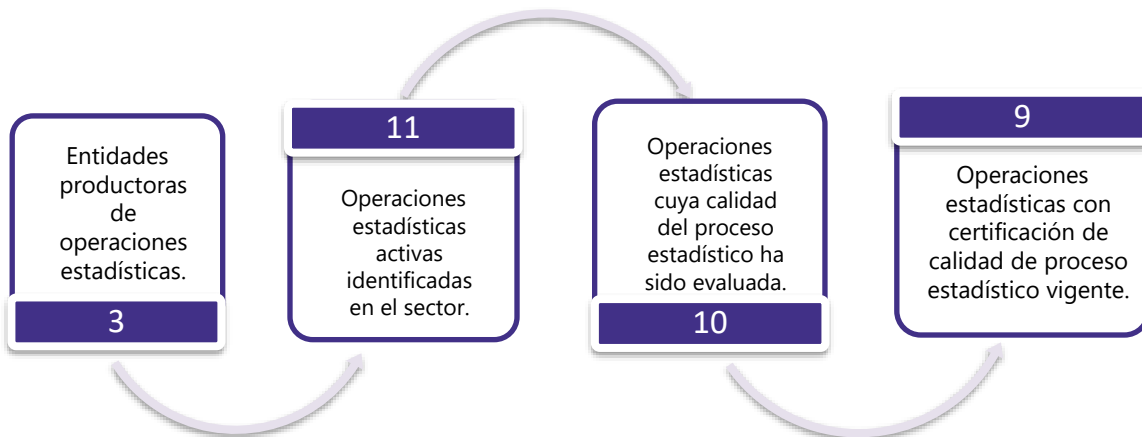 Entidades
productoras
de
operaciones
estadísticas.
3
11
Operaciones
estadísticas
activas
identificadas
en el sector.
Operaciones
estadísticas
cuya calidad
del proceso
estadístico ha
sido evaluada.
10
9
Operaciones
estadísticas con
certificación de
calidad de proceso
estadístico vigente.